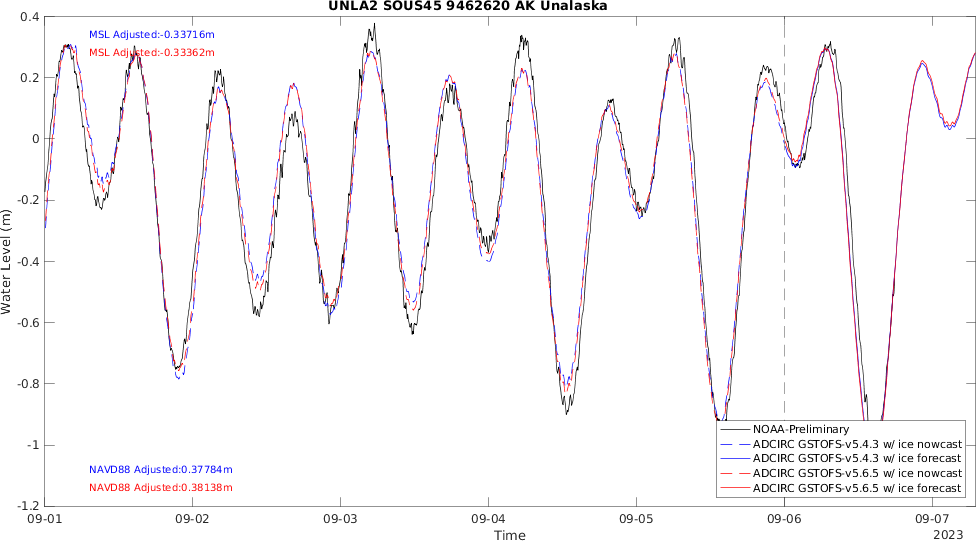 UNLA2 SOUS45 9462620 AK Unalaska
MSL Adjusted:-0.33716m
MSL Adjusted:-0.33362m
0.4
0.2
0
-0.2
-0.4
-0.6
-0.8
-1
-1.2
Water Level (m)
NAVD88 Adjusted:0.37784m
NAVD88 Adjusted:0.38138m
NOAA-Preliminary
ADCIRC GSTOFS-v5.4.3 w/ ice nowcast
ADCIRC GSTOFS-v5.4.3 w/ ice forecast
ADCIRC GSTOFS-v5.6.5 w/ ice nowcast
ADCIRC GSTOFS-v5.6.5 w/ ice forecast
09-01 09-02 09-03 09-04 09-05 09-06 09-07
Time
2023